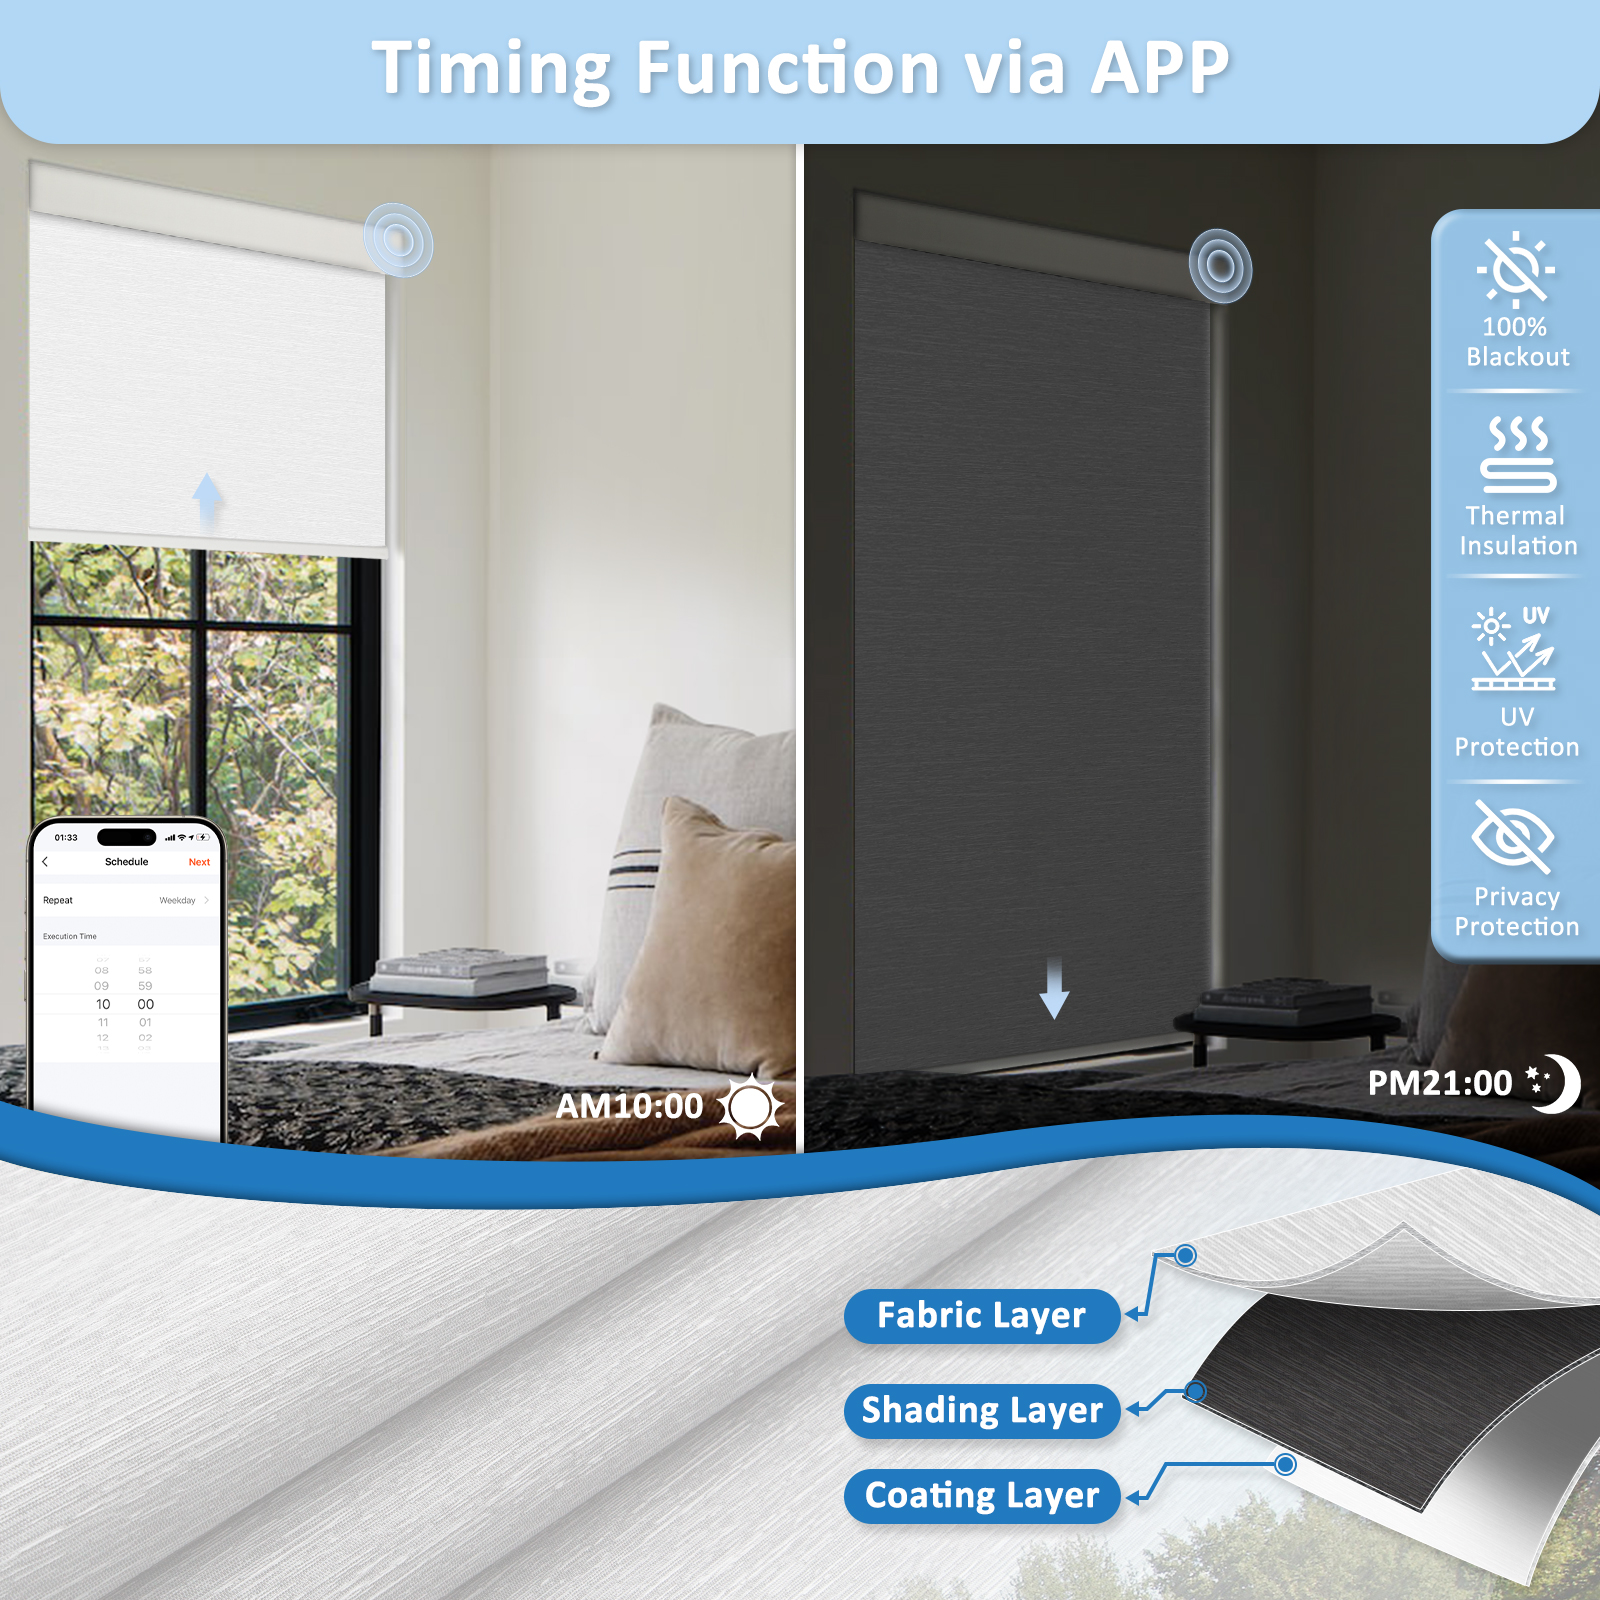 Timing Function via APP
100%
Blackout
Thermal
Insulation
UV
UV
Protection
Privacy
Protection
01:33
Schedule
Next
Repeat
Weekday
Execution Time
08 58
09 59
10 00
11 01
12 02
AM10:00
PM21:00
Fabric Layer
Shading Layer
Coating Layer